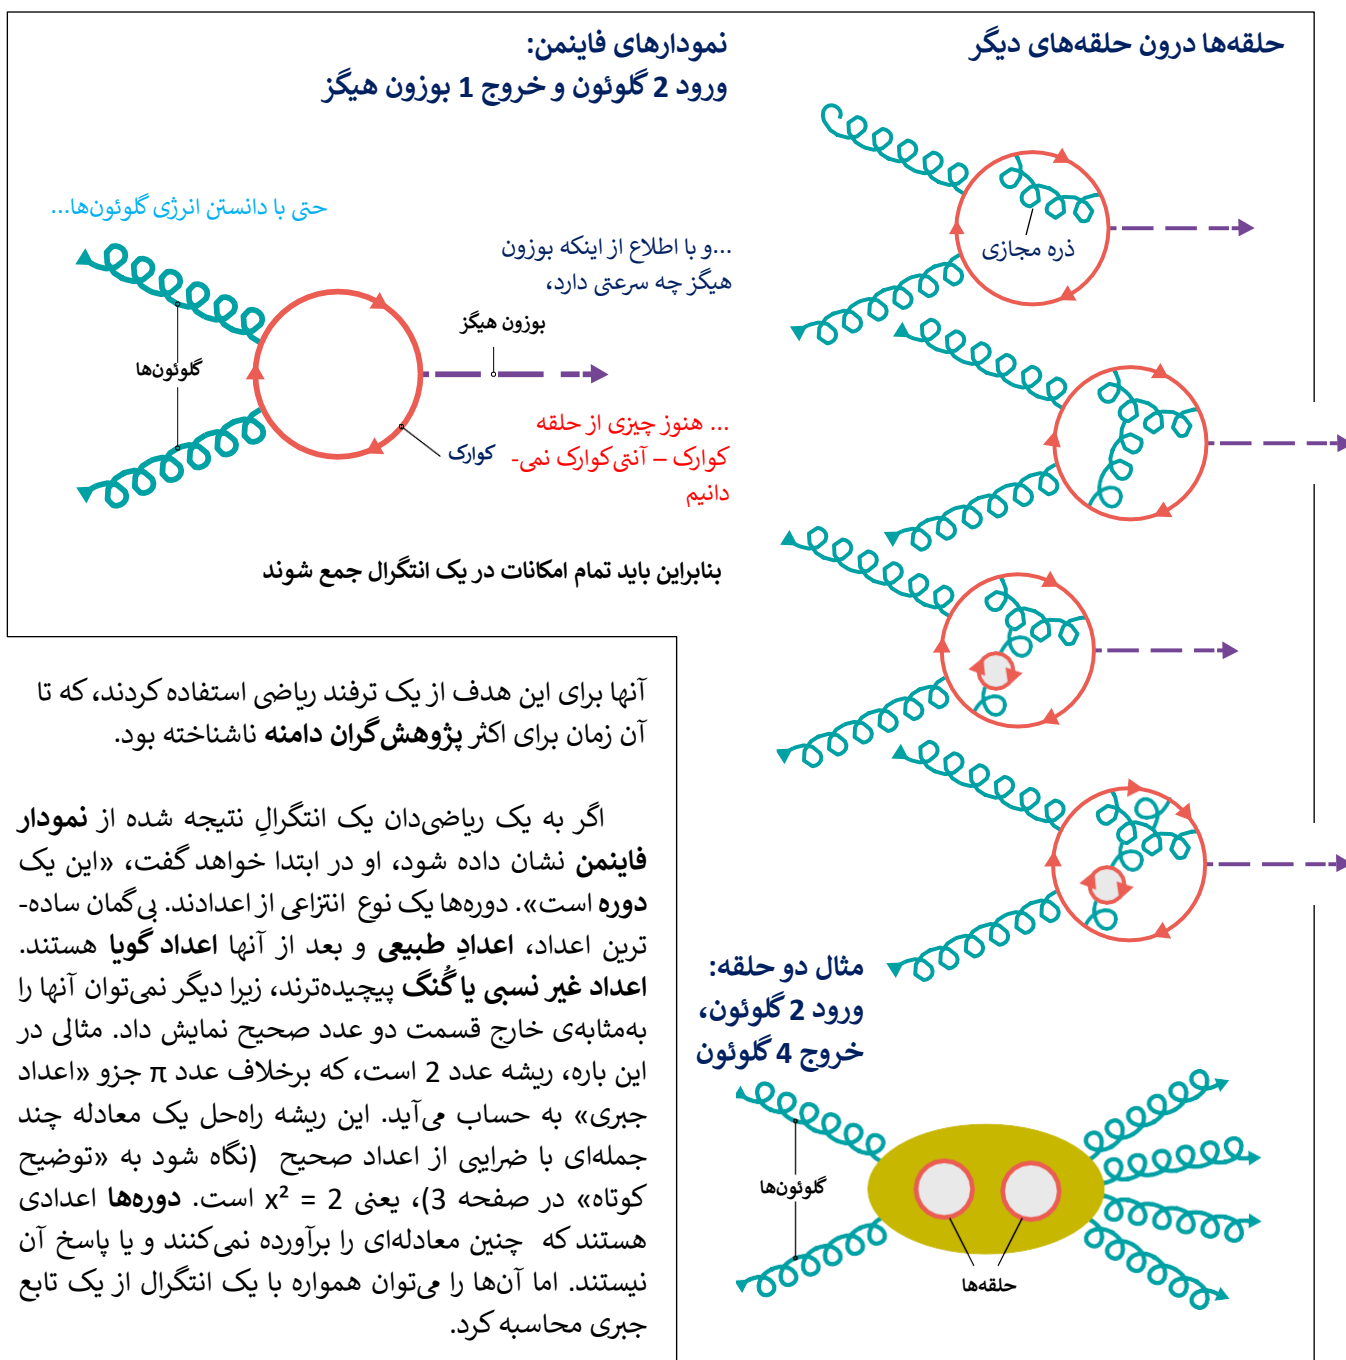 نمودارهای فاینمن:
ورود 2 گلوئون و خروج 1 بوزون هیگز
حتی با دانستن انرژی گلوئون‌ها...
...و با اطلاع از اینکه بوزون
هیگز چه سرعتی دارد،
بوزون هیگز
گلوئون‌ها
کوارک
... هنوز چیزی از حلقه
کوارک – آنتی‌کوارک نمی-
دانیم
بنابراین باید تمام امکانات در یک انتگرال جمع شوند
حلقه‌ها درون حلقه‌های دیگر
ذره مجازی
مثال دو حلقه:
ورود 2 گلوئون،
خروج 4 گلوئون
گلوئون‌ها
حلقه‌ها
آنها برای این هدف از یک ترفند ریاضی استفاده کردند، که تا
آن زمان برای اکثر پژوهش‌گران دامنه ناشناخته بود.
اگر به یک ریاضی‌دان یک انتگرالِ نتیجه شده از نمودار
فاینمن نشان داده شود، او در ابتدا خواهد گفت، «این یک
دوره است». دوره‌ها یک نوع انتزاعی از اعدادند. بی‌گمان ساده-
ترین اعداد، اعدادِ طبیعی و بعد از آنها اعداد گویا هستند.
اعداد غیر نسبی یا گُنگ پیچیده‌ترند، زیرا دیگر نمی‌توان آنها را
به‌مثابه‌ی خارج قسمت دو عدد صحیح نمایش داد. مثالی در
این باره، ریشه عدد 2 است، که برخلاف عدد π جزو «اعداد
جبری» به حساب می‌آید. این ریشه راه‌حل یک معادله چند
جمله‌ای با ضرایبی از اعداد صحیح (نگاه شود به «توضیح
کوتاه» در صفحه 3)، یعنی x² = 2 است. دوره‌ها اعدادی
هستند که چنین معادله‌ای را برآورده نمی‌کنند و یا پاسخ آن
نیستند. اما آن‌ها را می‌توان همواره با یک انتگرال از یک تابع
جبری محاسبه کرد.